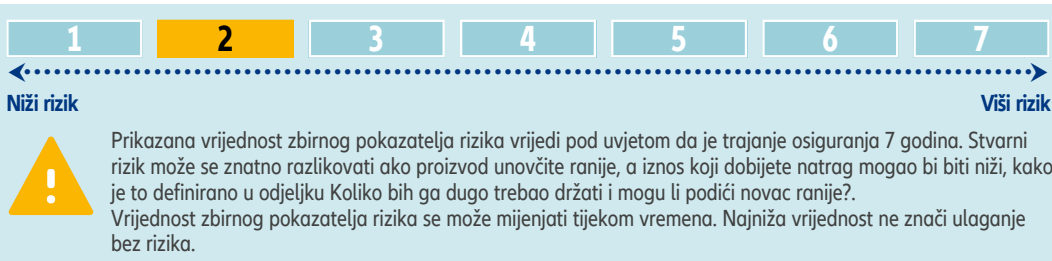 1 2 3 4 5 6 7
Niži rizik Viši rizik
Prikazana vrijednost zbirnog pokazatelja rizika vrijedi pod uvjetom da je trajanje osiguranja 7 godina. Stvarni
rizik može se znatno razlikovati ako proizvod unovčite ranije, a iznos koji dobijete natrag mogao bi biti niži, kako
je to definirano u odjeljku Koliko bih ga dugo trebao držati i mogu li podići novac ranije?.
Vrijednost zbirnog pokazatelja rizika se može mijenjati tijekom vremena. Najniža vrijednost ne znači ulaganje
bez rizika.